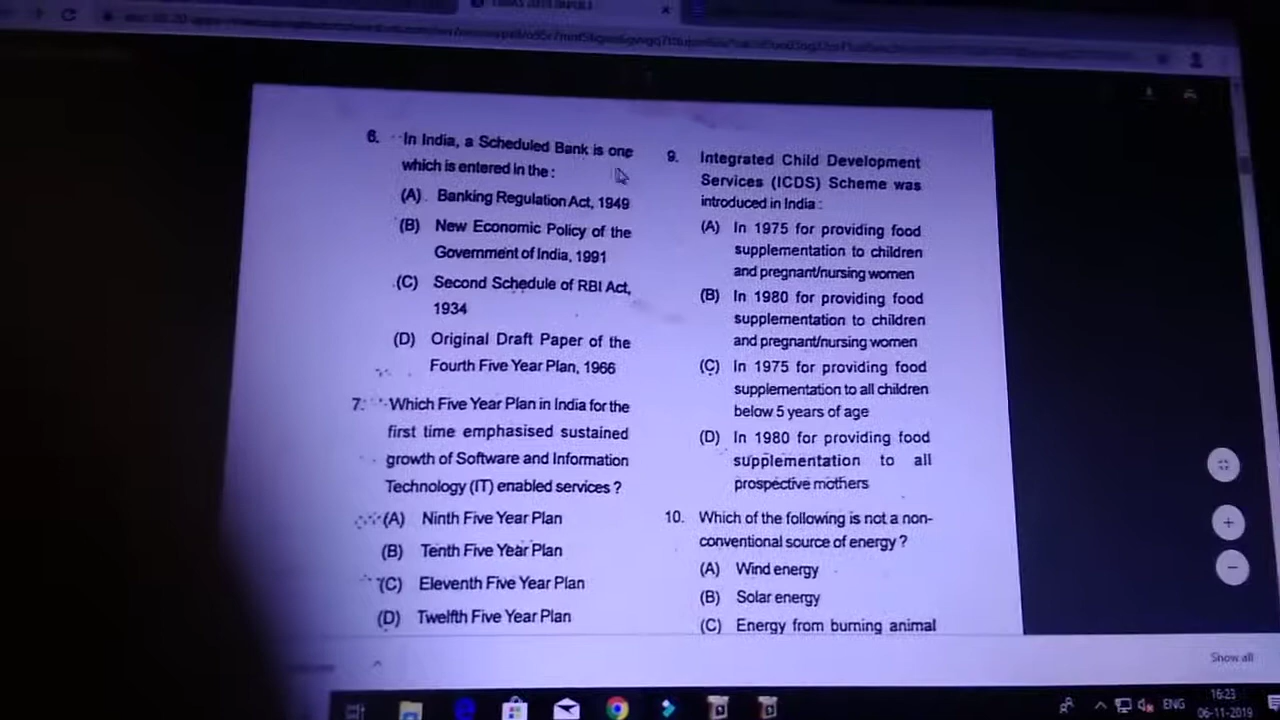 6. In India, a Scheduled Bank is one
which is entered in the :
(A) Banking Regulation Act, 1949
(B) New Economic Policy of the
Government of India, 1991
(C) Second Schedule of RBI Act,
1934
(D) Original Draft Paper of the
Fourth Five Year Plan, 1966
7. Which Five Year Plan in India for the
first time emphasised sustained
growth of Software and Information
Technology (IT) enabled services ?
(A) Ninth Five Year Plan
(B) Tenth Five Year Plan
(C) Eleventh Five Year Plan
(D) Twelfth Five Year Plan
9. Integrated Child Development
Services (ICDS) Scheme was
introduced in India :
(A) In 1975 for providing food
supplementation to children
and pregnant/nursing women
(B) In 1980 for providing food
supplementation to children
and pregnant/nursing women
(C) In 1975 for providing food
supplementation to all children
below 5 years of age
(D) In 1980 for providing food
supplementation to all
prospective mothers
10. Which of the following is not a non-
conventional source of energy ?
(A) Wind energy
(B) Solar energy
(C) Energy from burning animal
Show all
ENG
16:23
06-11-2019